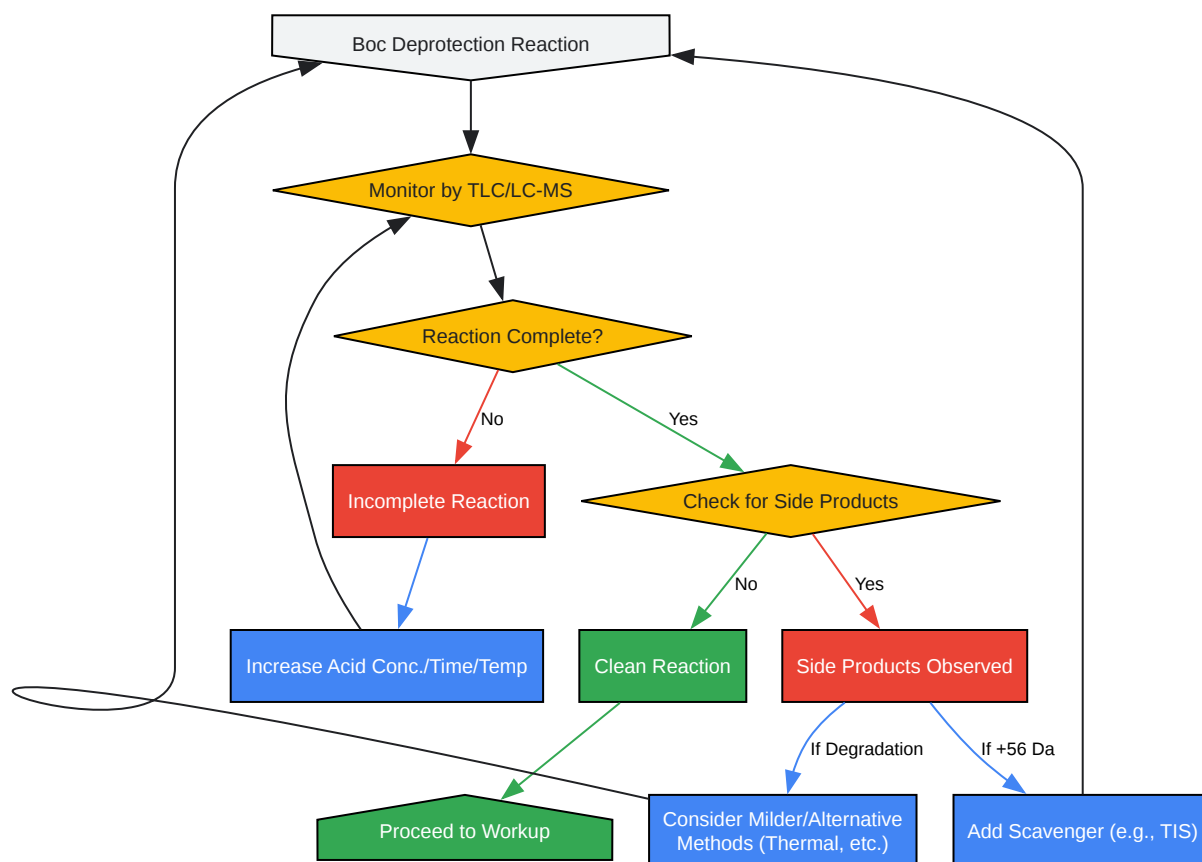 Boc Deprotection Reaction
Monitor by TLC/LC-MS
Reaction Complete?
No
Yes
Incomplete Reaction
Check for Side Products
No
Yes
Increase Acid Conc./Time/Temp
Clean Reaction
Side Products Observed
If Degradation
If +56 Da
Proceed to Workup
Consider Milder/Alternative
Methods (Thermal, etc.)
Add Scavenger (e.g., TIS)